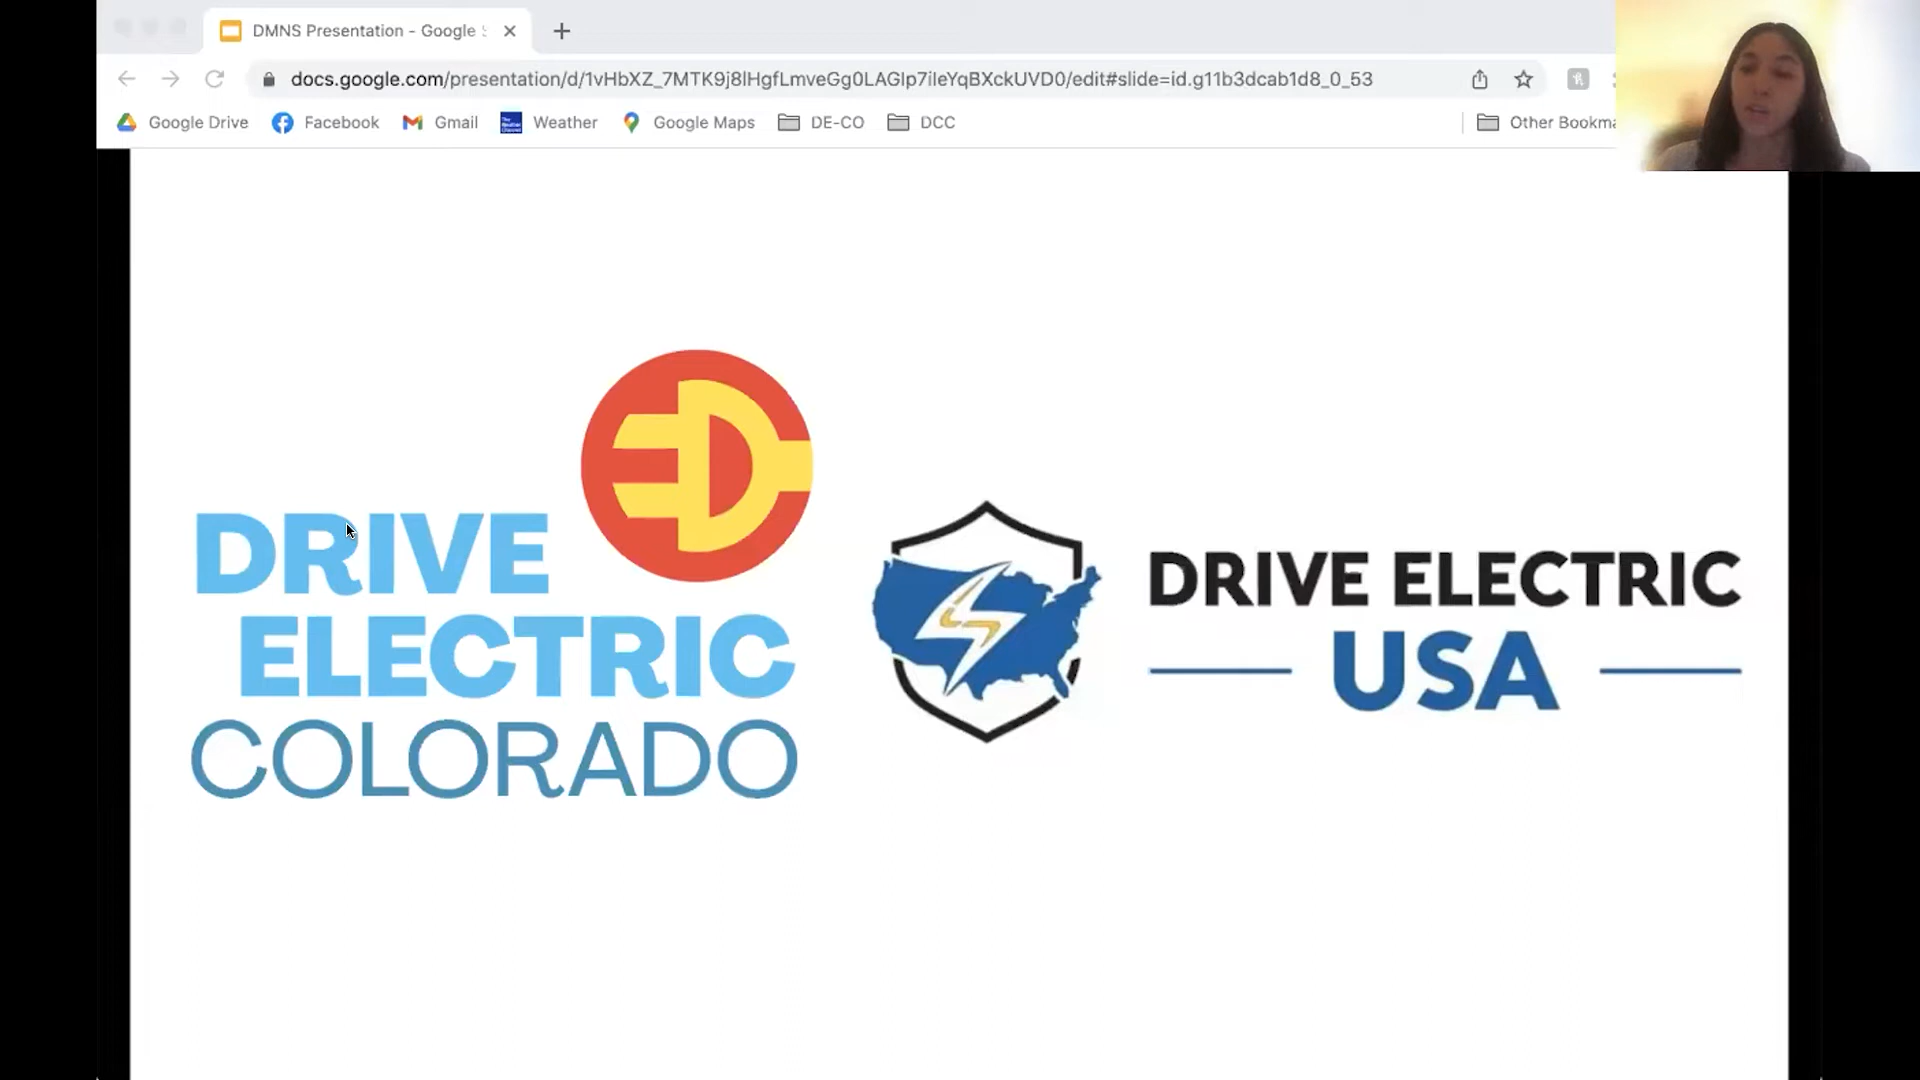 DMNS Presentation - Google
docs.google.com/presentation/d/1vHbXZ_7MTK9j8lHgfLmveGg0LAGlp7ileYqBXckUVD0/edit#slide=id.g11b3dcab1d8_0_53
Google Drive Facebook Gmail Weather Google Maps DE-CO DCC Other Bookma
DRIVE
ELECTRIC
COLORADO
DRIVE ELECTRIC
USA